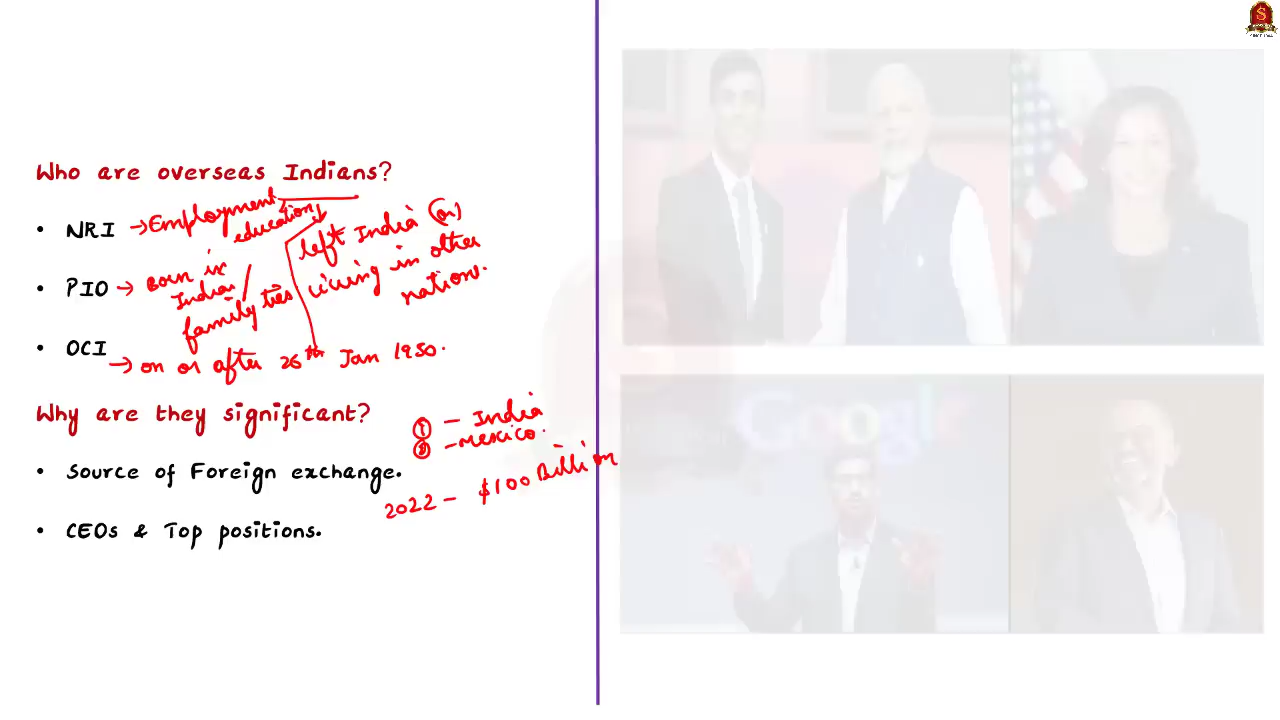 Who are overseas Indians?
• NRI → Employment,
education,
left India (or)
living in other
nation.
• PIO → Born in
India /
family ties
• OCI
→ on or after 26th Jan 1950.
Why are they significant?
① – India
② – Mexico.
• Source of Foreign exchange.
2022 – $100 Billion
• CEOs & Top positions.
Google